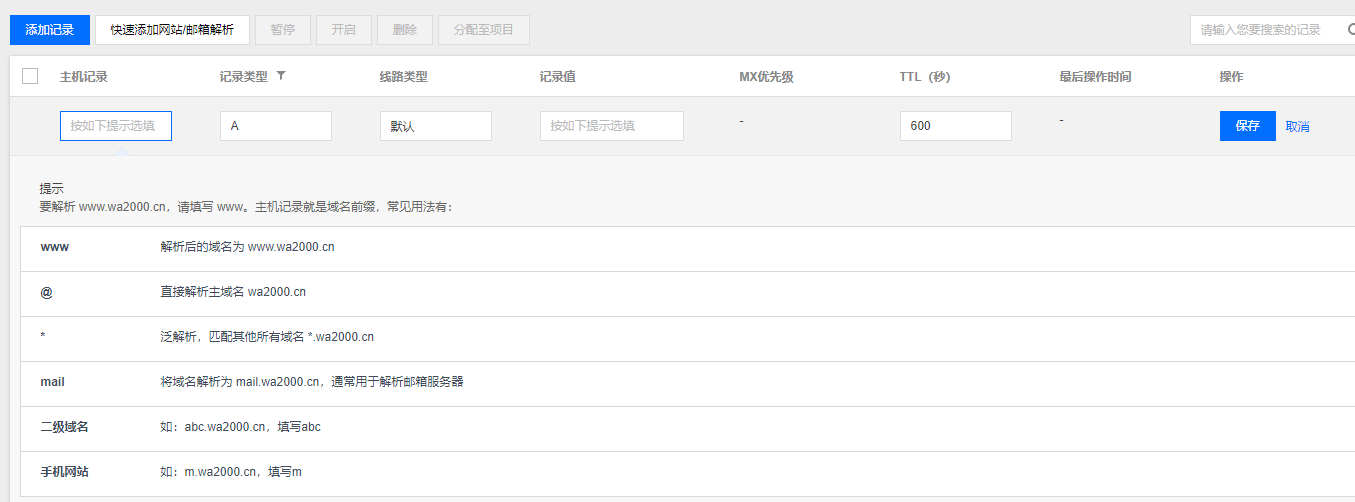 添加记录 快速添加网站/邮箱解析 暂停 开启 删除 分配至项目 请输入您要搜索的记录
主机记录 记录类型 线路类型 记录值 MX优先级 TTL（秒） 最后操作时间 操作
按如下提示选填 A 默认 按如下提示选填 - 600 - 保存 取消
提示
要解析 www.wa2000.cn，请填写 www。主机记录就是域名前缀，常见用法有：
www 解析后的域名为 www.wa2000.cn
@ 直接解析主域名 wa2000.cn
* 泛解析，匹配其他所有域名 *.wa2000.cn
mail 将域名解析为 mail.wa2000.cn，通常用于解析邮箱服务器
二级域名 如：abc.wa2000.cn，填写abc
手机网站 如：m.wa2000.cn，填写m